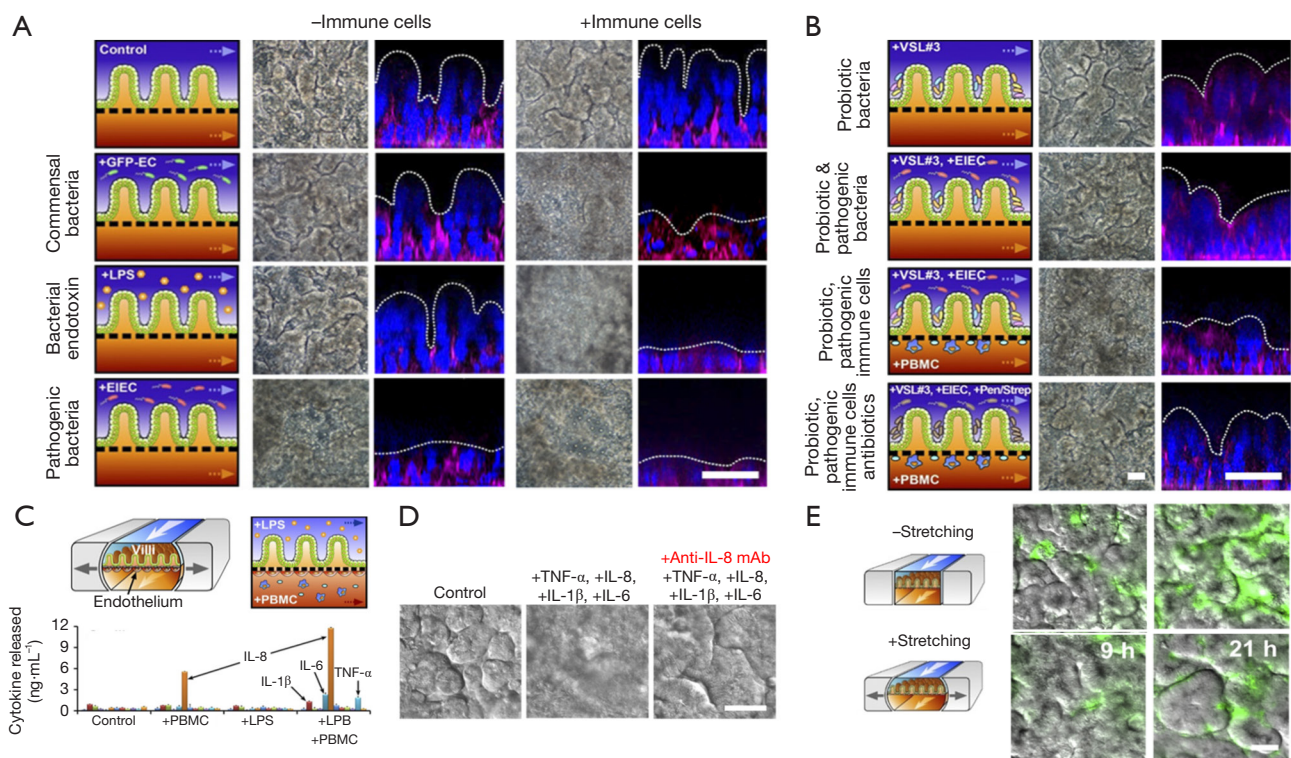 A
–Immune cells
+Immune cells
Control
Commensal
bacteria
+GFP-EC
Bacterial
endotoxin
+LPS
Pathogenic
bacteria
+EIEC
B
Probiotic
bacteria
+VSL#3
Probiotic &
pathogenic
bacteria
+VSL#3, +EIEC
Probiotic,
pathogenic
immune cells
+VSL#3, +EIEC
+PBMC
Probiotic,
pathogenic
immune cells
antibiotics
+VSL#3, +EIEC, +Pen/Strep
+PBMC
C
Villi
Endothelium
+LPS
+PBMC
Cytokine released
(ng·mL⁻¹)
12
9
6
3
0
IL-8
IL-1β
IL-6
TNF-α
Control
+PBMC
+LPS
+LPB
+PBMC
D
Control
+TNF-α, +IL-8,
+IL-1β, +IL-6
+Anti-IL-8 mAb
+TNF-α, +IL-8,
+IL-1β, +IL-6
E
–Stretching
+Stretching
9 h
21 h